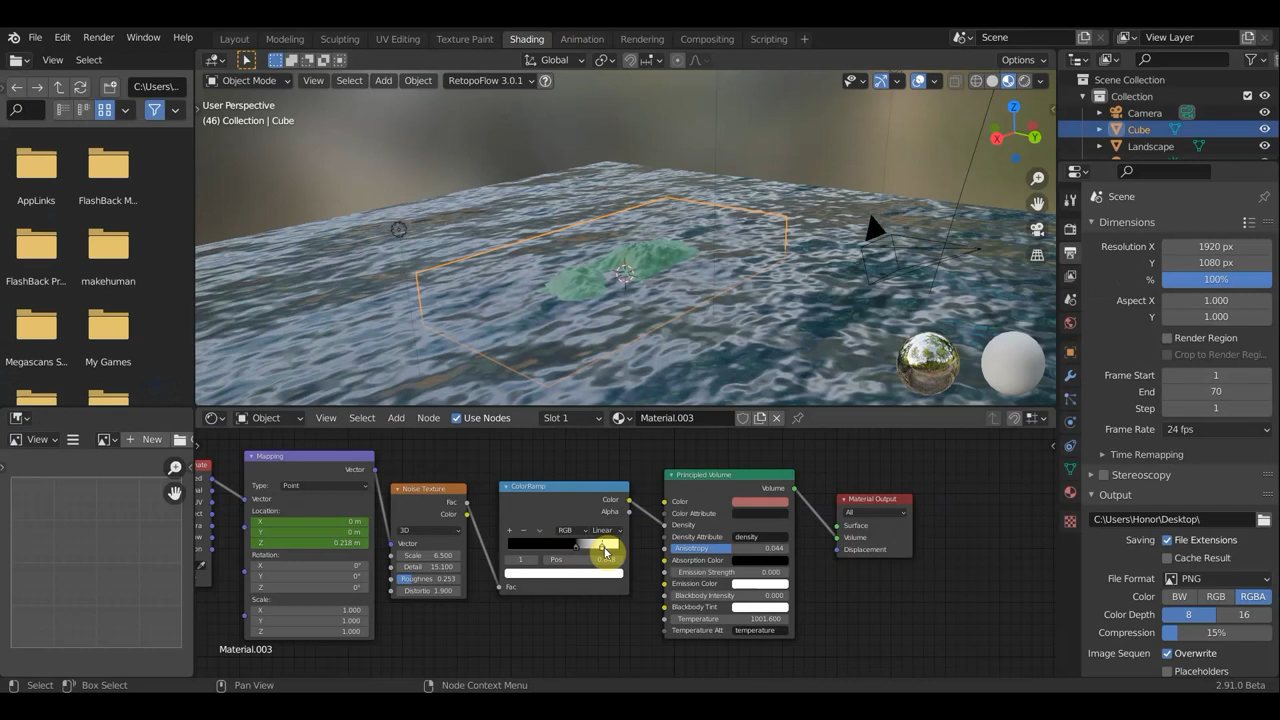 File Edit Render Window Help
Layout Modeling Sculpting UV Editing Texture Paint Shading Animation Rendering Compositing Scripting +
Scene
View Layer
View Select
Global
Options
C:\Users\...
Object Mode View Select Add Object RetopoFlow 3.0.1
User Perspective
(46) Collection | Cube
Z
X
Y
AppLinks
FlashBack M...
FlashBack Pr...
makehuman
Megascans S...
My Games
Scene Collection
Collection
Camera
Cube
Landscape
Scene
Dimensions
Resolution X 1920 px
Y 1080 px
% 100%
Aspect X 1.000
Y 1.000
Render Region
Crop to Render Regi...
Frame Start 1
End 70
Step 1
Frame Rate 24 fps
Time Remapping
Stereoscopy
Output
C:\Users\Honor\Desktop\
Saving File Extensions
Cache Result
File Format PNG
Color BW RGB RGBA
Color Depth 8 16
Compression 15%
Image Sequen Overwrite
Placeholders
View New
Object View Select Add Node Use Nodes Slot 1 Material.003
Mapping
Vector
Type: Point
Vector
Location:
X 0 m
Y 0 m
Z 0.218 m
Rotation:
X 0°
Y 0°
Z 0°
Scale:
X 1.000
Y 1.000
Z 1.000
Noise Texture
Fac
Color
3D
Vector
Scale 6.500
Detail 15.100
Roughnes 0.253
Distortio 1.900
ColorRamp
Color
Alpha
RGB Linear
1 Pos
Fac
Principled Volume
Volume
Color
Color Attribute
Density
Density Attribute density
Anisotropy 0.044
Absorption Color
Emission Strength 0.000
Emission Color
Blackbody Intensity 0.000
Blackbody Tint
Temperature 1001.600
Temperature Att temperature
Material Output
All
Surface
Volume
Displacement
Material.003
Select Box Select Pan View Node Context Menu 2.91.0 Beta